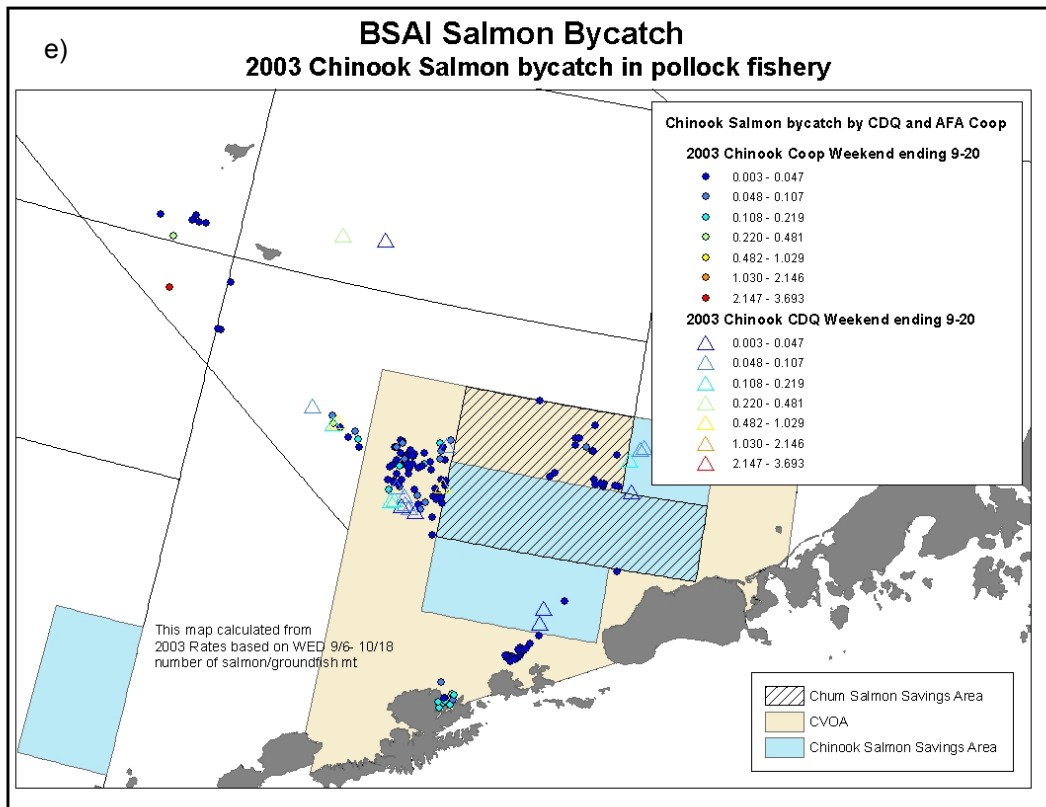 e)
BSAI Salmon Bycatch
2003 Chinook Salmon bycatch in pollock fishery
Chinook Salmon bycatch by CDQ and AFA Coop
2003 Chinook Coop Weekend ending 9-20
0.003 - 0.047
0.048 - 0.107
0.108 - 0.219
0.220 - 0.481
0.482 - 1.029
1.030 - 2.146
2.147 - 3.693
2003 Chinook CDQ Weekend ending 9-20
0.003 - 0.047
0.048 - 0.107
0.108 - 0.219
0.220 - 0.481
0.482 - 1.029
1.030 - 2.146
2.147 - 3.693
This map calculated from
2003 Rates based on WED 9/6- 10/18
number of salmon/groundfish mt
Chum Salmon Savings Area
CVOA
Chinook Salmon Savings Area